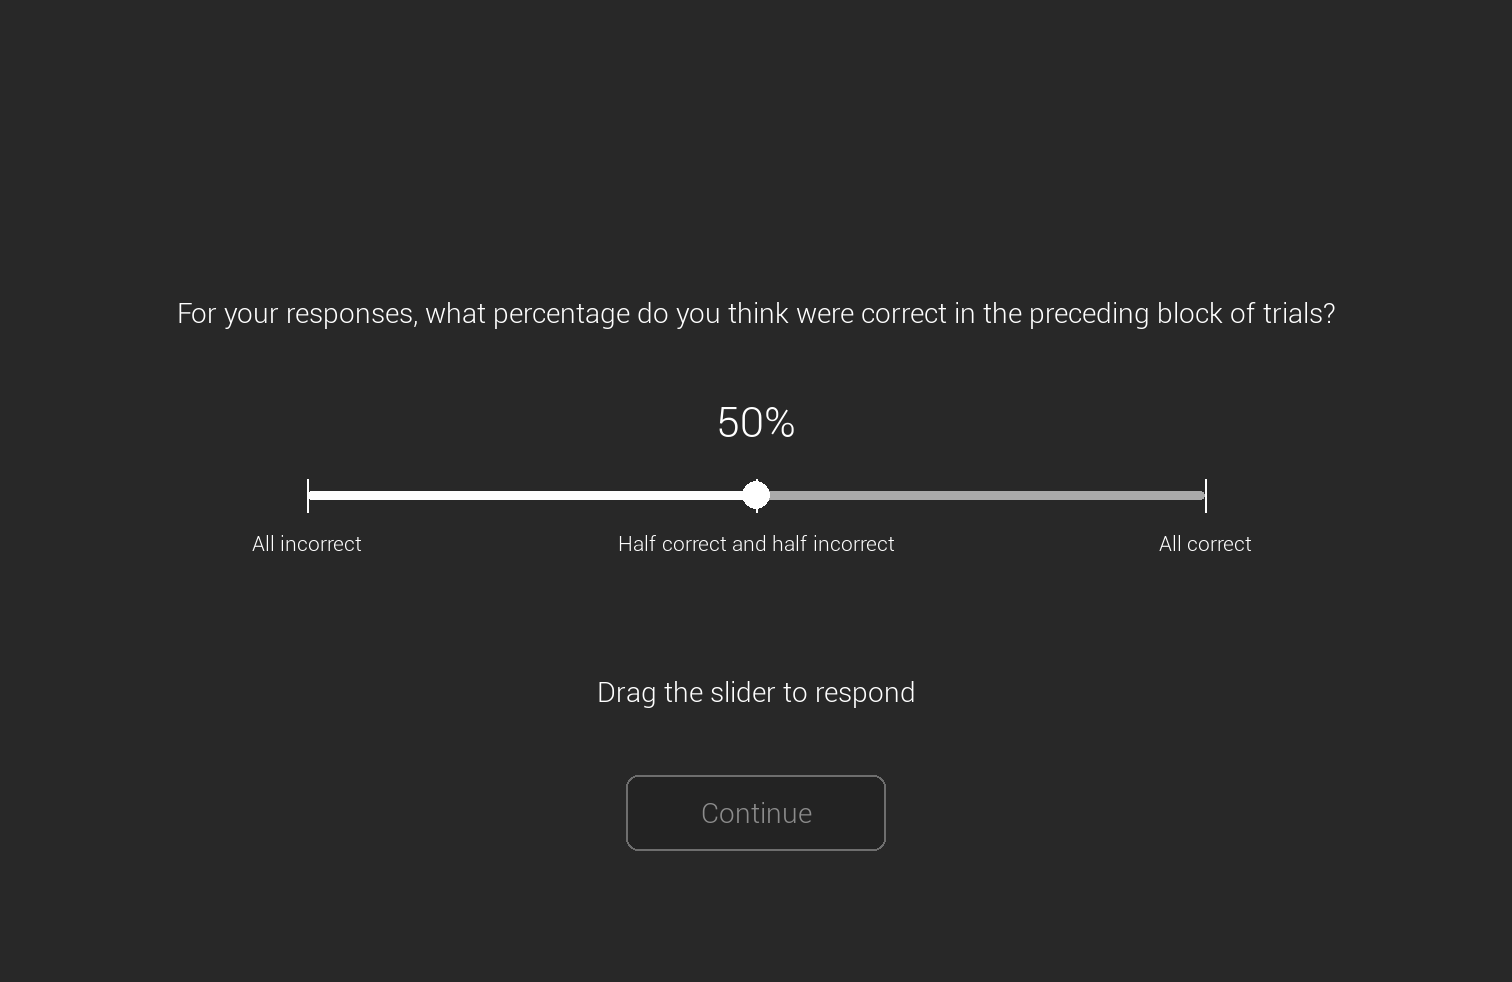 For your responses, what percentage do you think were correct in the preceding block of trials?
50%
All incorrect
Half correct and half incorrect
All correct
Drag the slider to respond
Continue